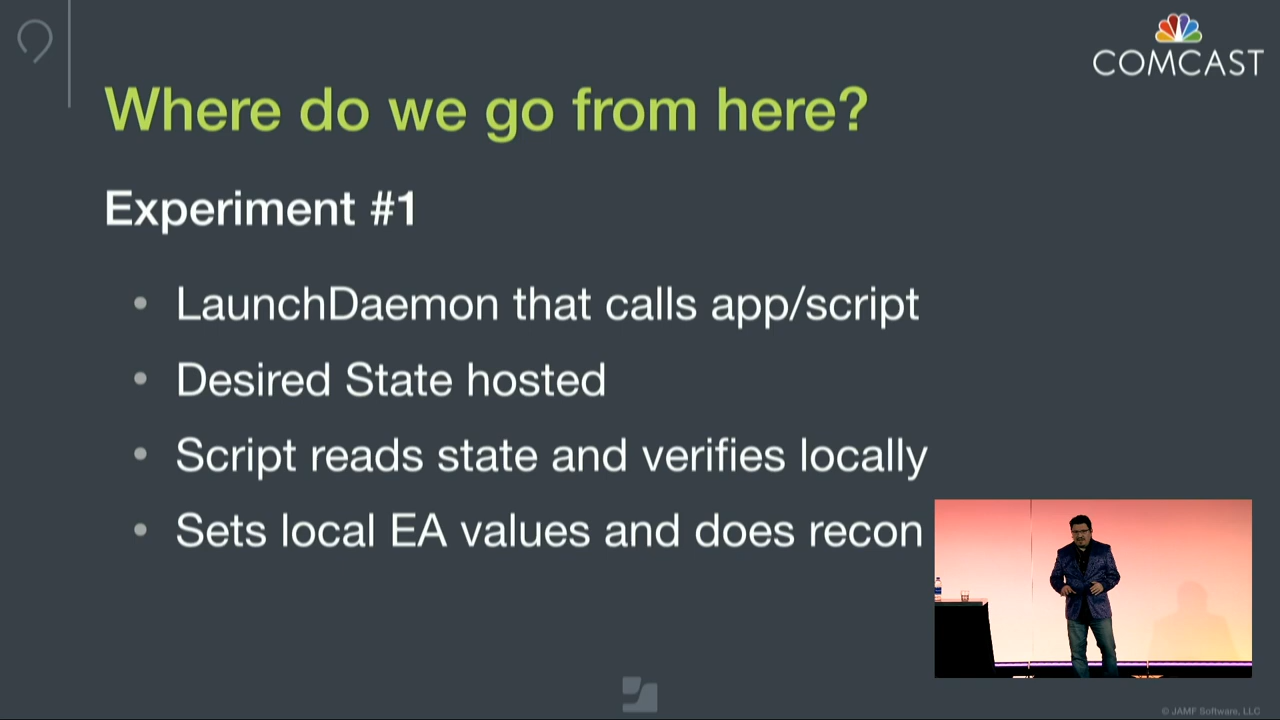 COMCAST
Where do we go from here?
Experiment #1
• LaunchDaemon that calls app/script
• Desired State hosted
• Script reads state and verifies locally
• Sets local EA values and does recon
© JAMF Software, LLC